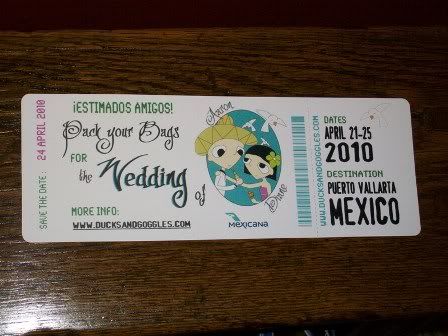 SAVE THE DATE : 24 APRIL 2010
¡ESTIMADOS AMIGOS!
Pack your Bags
FOR
the Wedding
of
Aaron
MORE INFO:
WWW.DUCKSANDGOGGLES.COM
mexicana
WWW.DUCKSANDGOGGLES.COM
DATES
APRIL 21-25
2010
DESTINATION
PUERTO VALLARTA
MEXICO